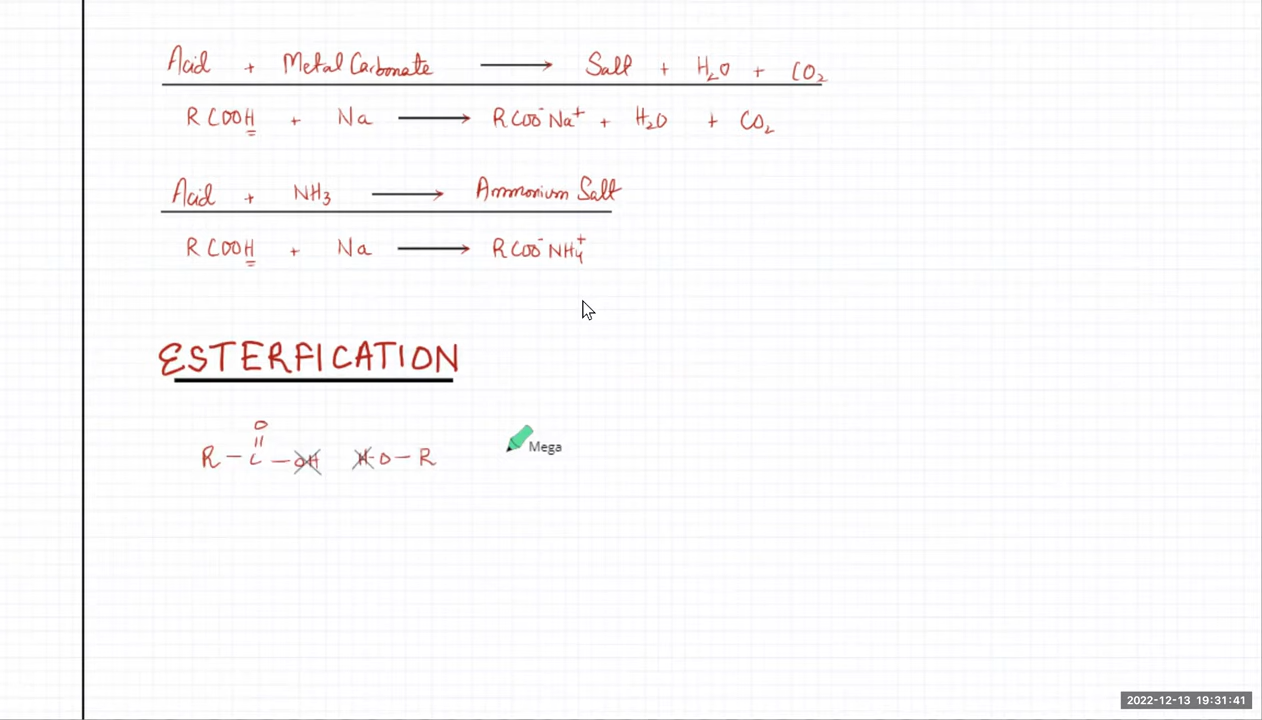 Acid + Metal Carbonate ⟶ Salt + H₂O + CO₂
RCOOH + Na ⟶ RCOO⁻Na⁺ + H₂O + CO₂
Acid + NH₃ ⟶ Ammonium Salt
RCOOH + Na ⟶ RCOO⁻NH₄⁺
ESTERFICATION
O
R – C – OH H – O – R
Mega
2022-12-13 19:31:41